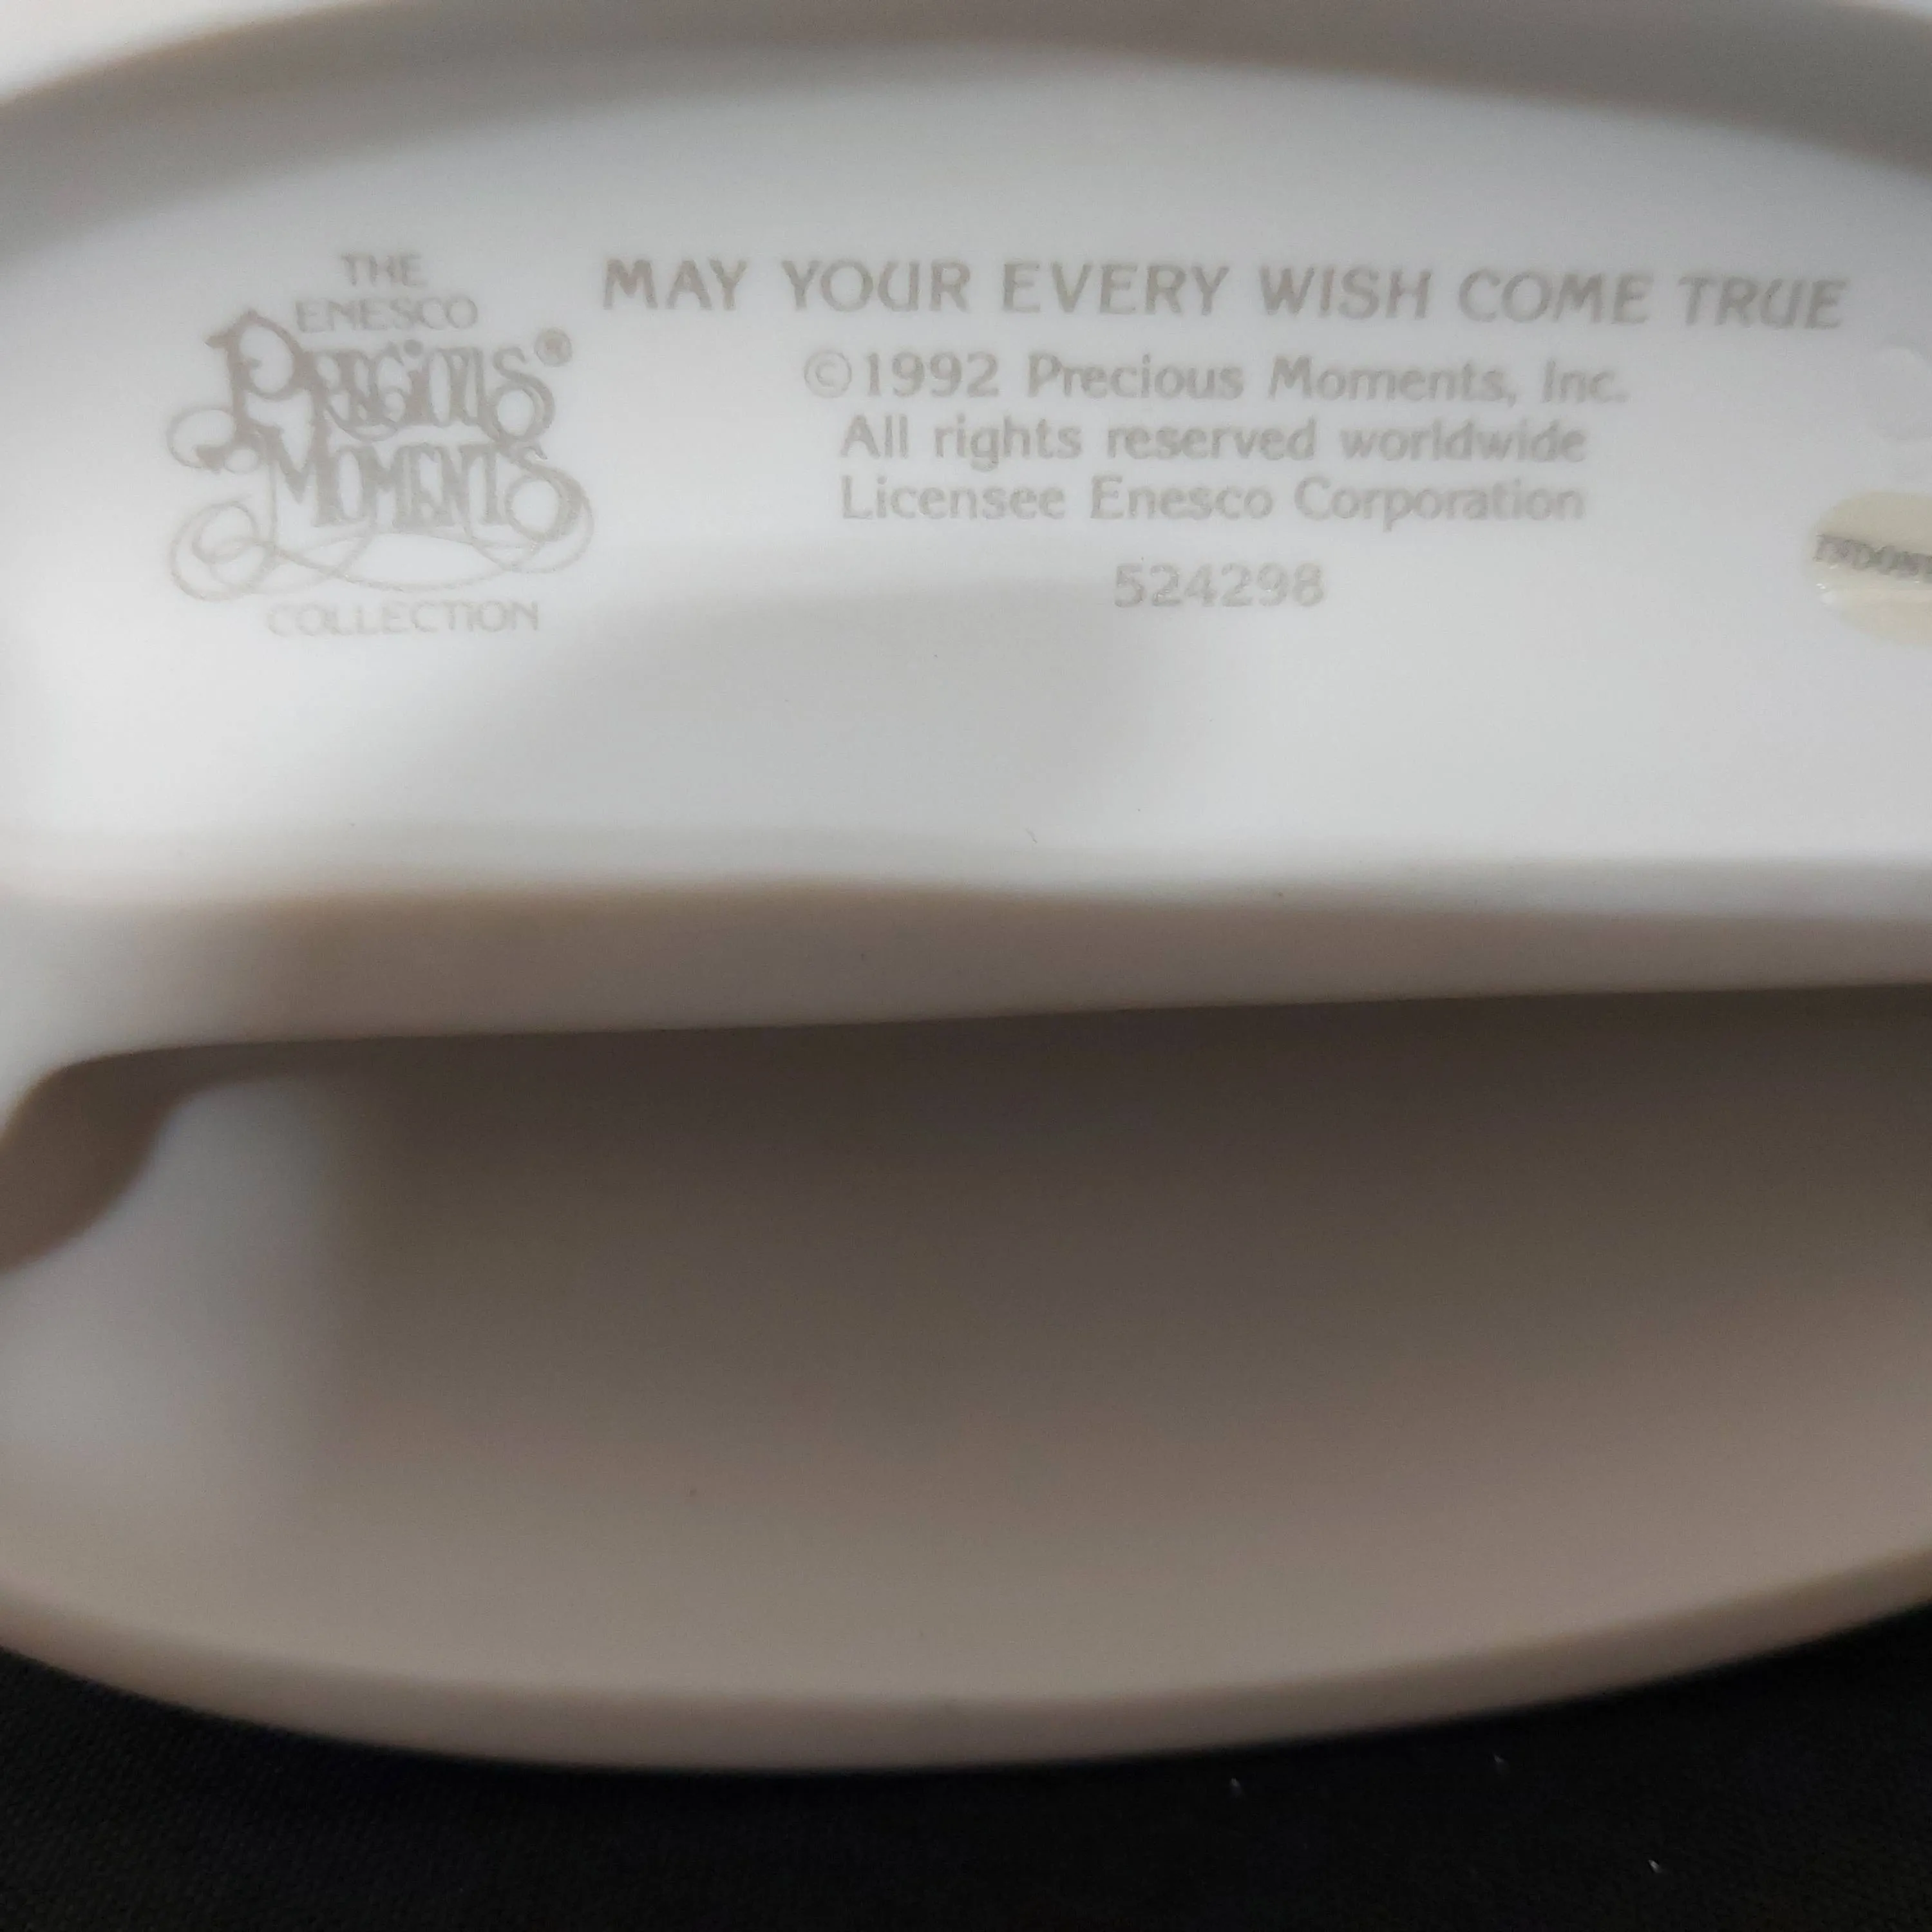 THE
ENESCO
PRECIOUS®
MOMENTS
COLLECTION
MAY YOUR EVERY WISH COME TRUE
©1992 Precious Moments, Inc.
All rights reserved worldwide
Licensee Enesco Corporation
524298